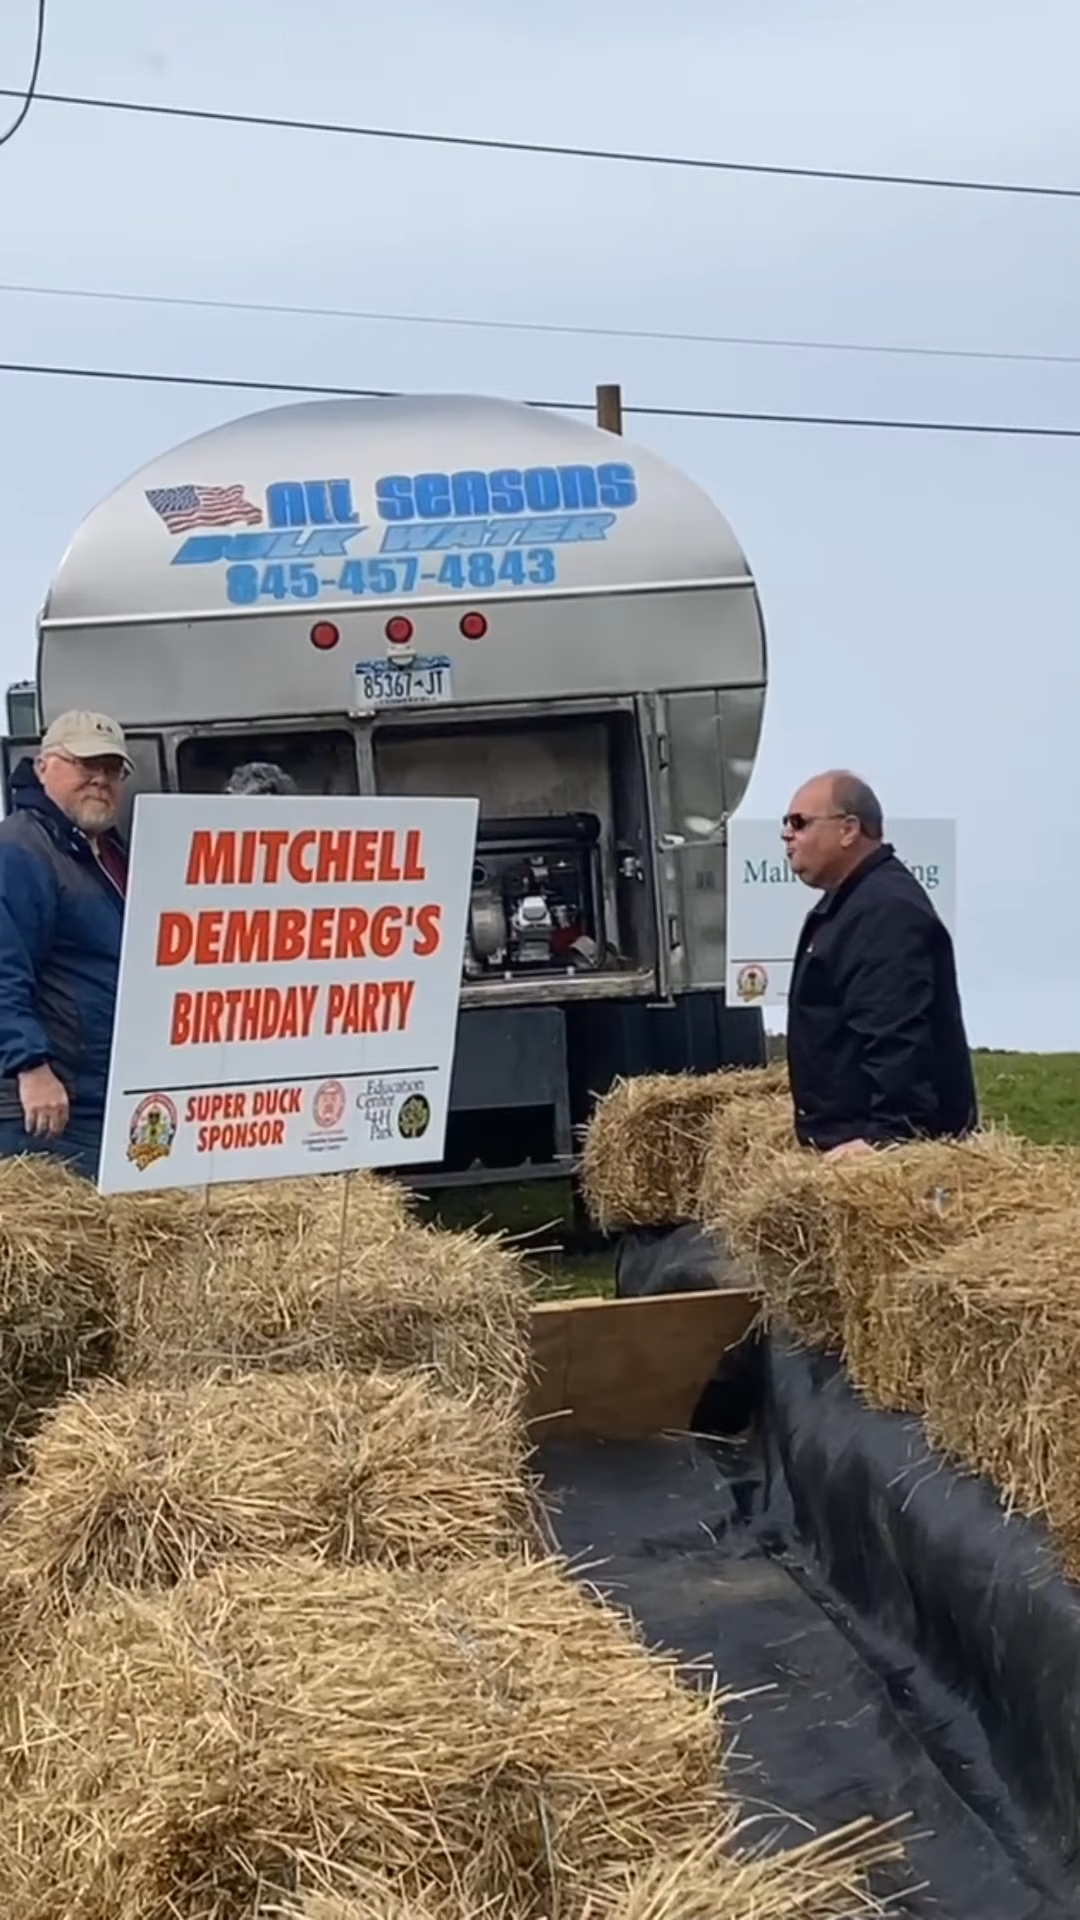 ALL SEASONS
BULK WATER
845-457-4843
85367 JT
MITCHELL
DEMBERG'S
BIRTHDAY PARTY
SUPER DUCK
SPONSOR
Education
Center
4-H
Park